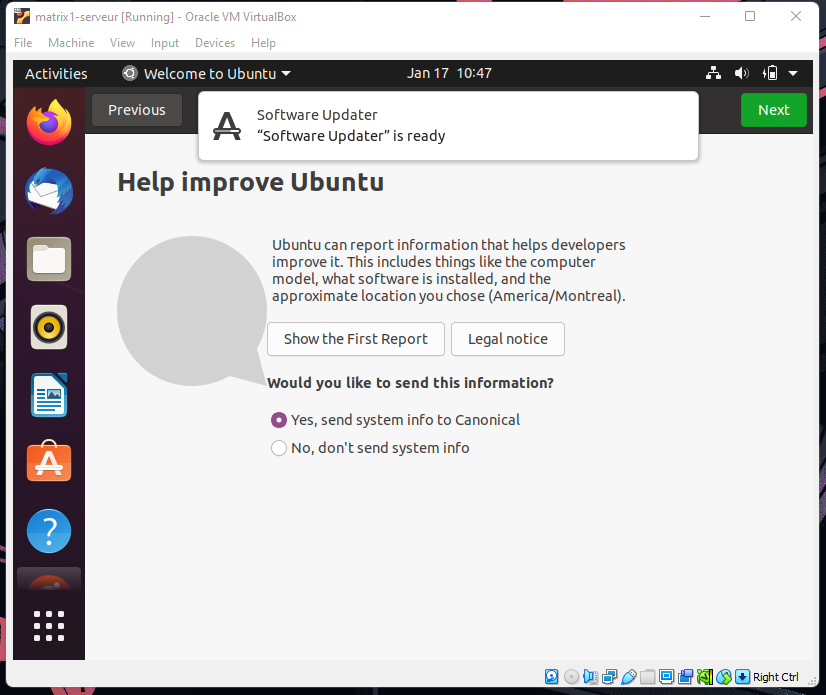 matrix1-serveur [Running] - Oracle VM VirtualBox
File Machine View Input Devices Help
Activities Welcome to Ubuntu Jan 17 10:47
Previous
Software Updater
“Software Updater” is ready
Next
Help improve Ubuntu
Ubuntu can report information that helps developers
improve it. This includes things like the computer
model, what software is installed, and the
approximate location you chose (America/Montreal).
Show the First Report Legal notice
Would you like to send this information?
Yes, send system info to Canonical
No, don't send system info
Right Ctrl